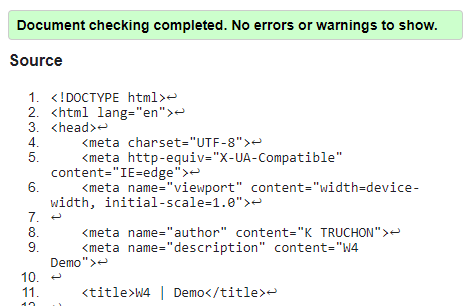 Document checking completed. No errors or warnings to show.
Source
1. <!DOCTYPE html>↩
2. <html lang="en">↩
3. <head>↩
4. <meta charset="UTF-8">↩
5. <meta http-equiv="X-UA-Compatible"
content="IE=edge">↩
6. <meta name="viewport" content="width=device-
width, initial-scale=1.0">↩
7. ↩
8. <meta name="author" content="K TRUCHON">↩
9. <meta name="description" content="W4
Demo">↩
10. ↩
11. <title>W4 | Demo</title>↩